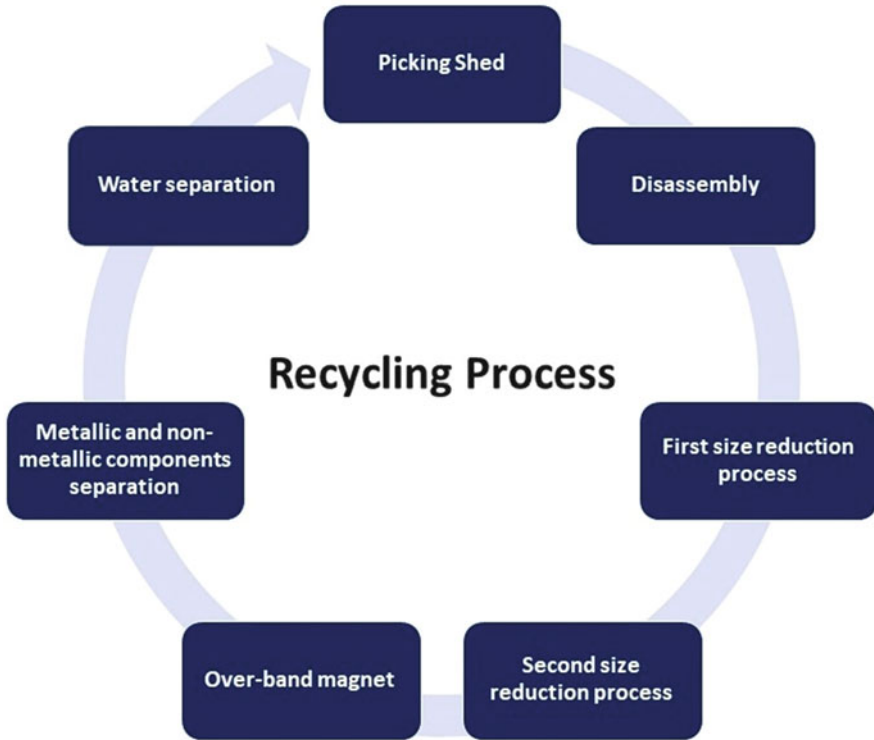 Picking Shed
Disassembly
First size reduction
process
Second size
reduction process
Over-band magnet
Metallic and non-
metallic components
separation
Water separation
Recycling Process